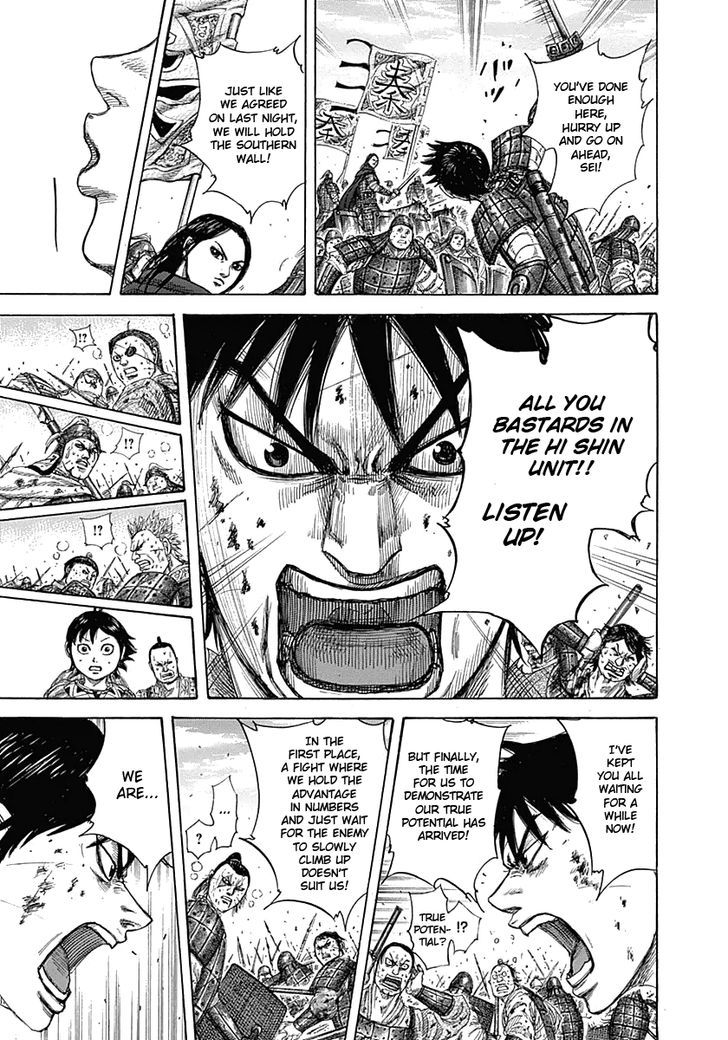 YOU'VE DONE
ENOUGH
HERE,
HURRY UP
AND GO ON
AHEAD,
SEI!
秦
JUST LIKE
WE AGREED
ON LAST NIGHT,
WE WILL HOLD
THE SOUTHERN
WALL!
ALL YOU
BASTARDS IN
THE HI SHIN
UNIT!!
LISTEN
UP!
!?
!?
!?
I'VE
KEPT
YOU ALL
WAITING
FOR A
WHILE
NOW!
BUT FINALLY,
THE TIME
FOR US TO
DEMONSTRATE
OUR TRUE
POTENTIAL HAS
ARRIVED!
TRUE
POTEN-
TIAL?
!?
IN THE
FIRST PLACE,
A FIGHT WHERE
WE HOLD THE
ADVANTAGE
IN NUMBERS
AND JUST WAIT
FOR THE ENEMY
TO SLOWLY
CLIMB UP
DOESN'T
SUIT US!
...
?
WE
ARE...